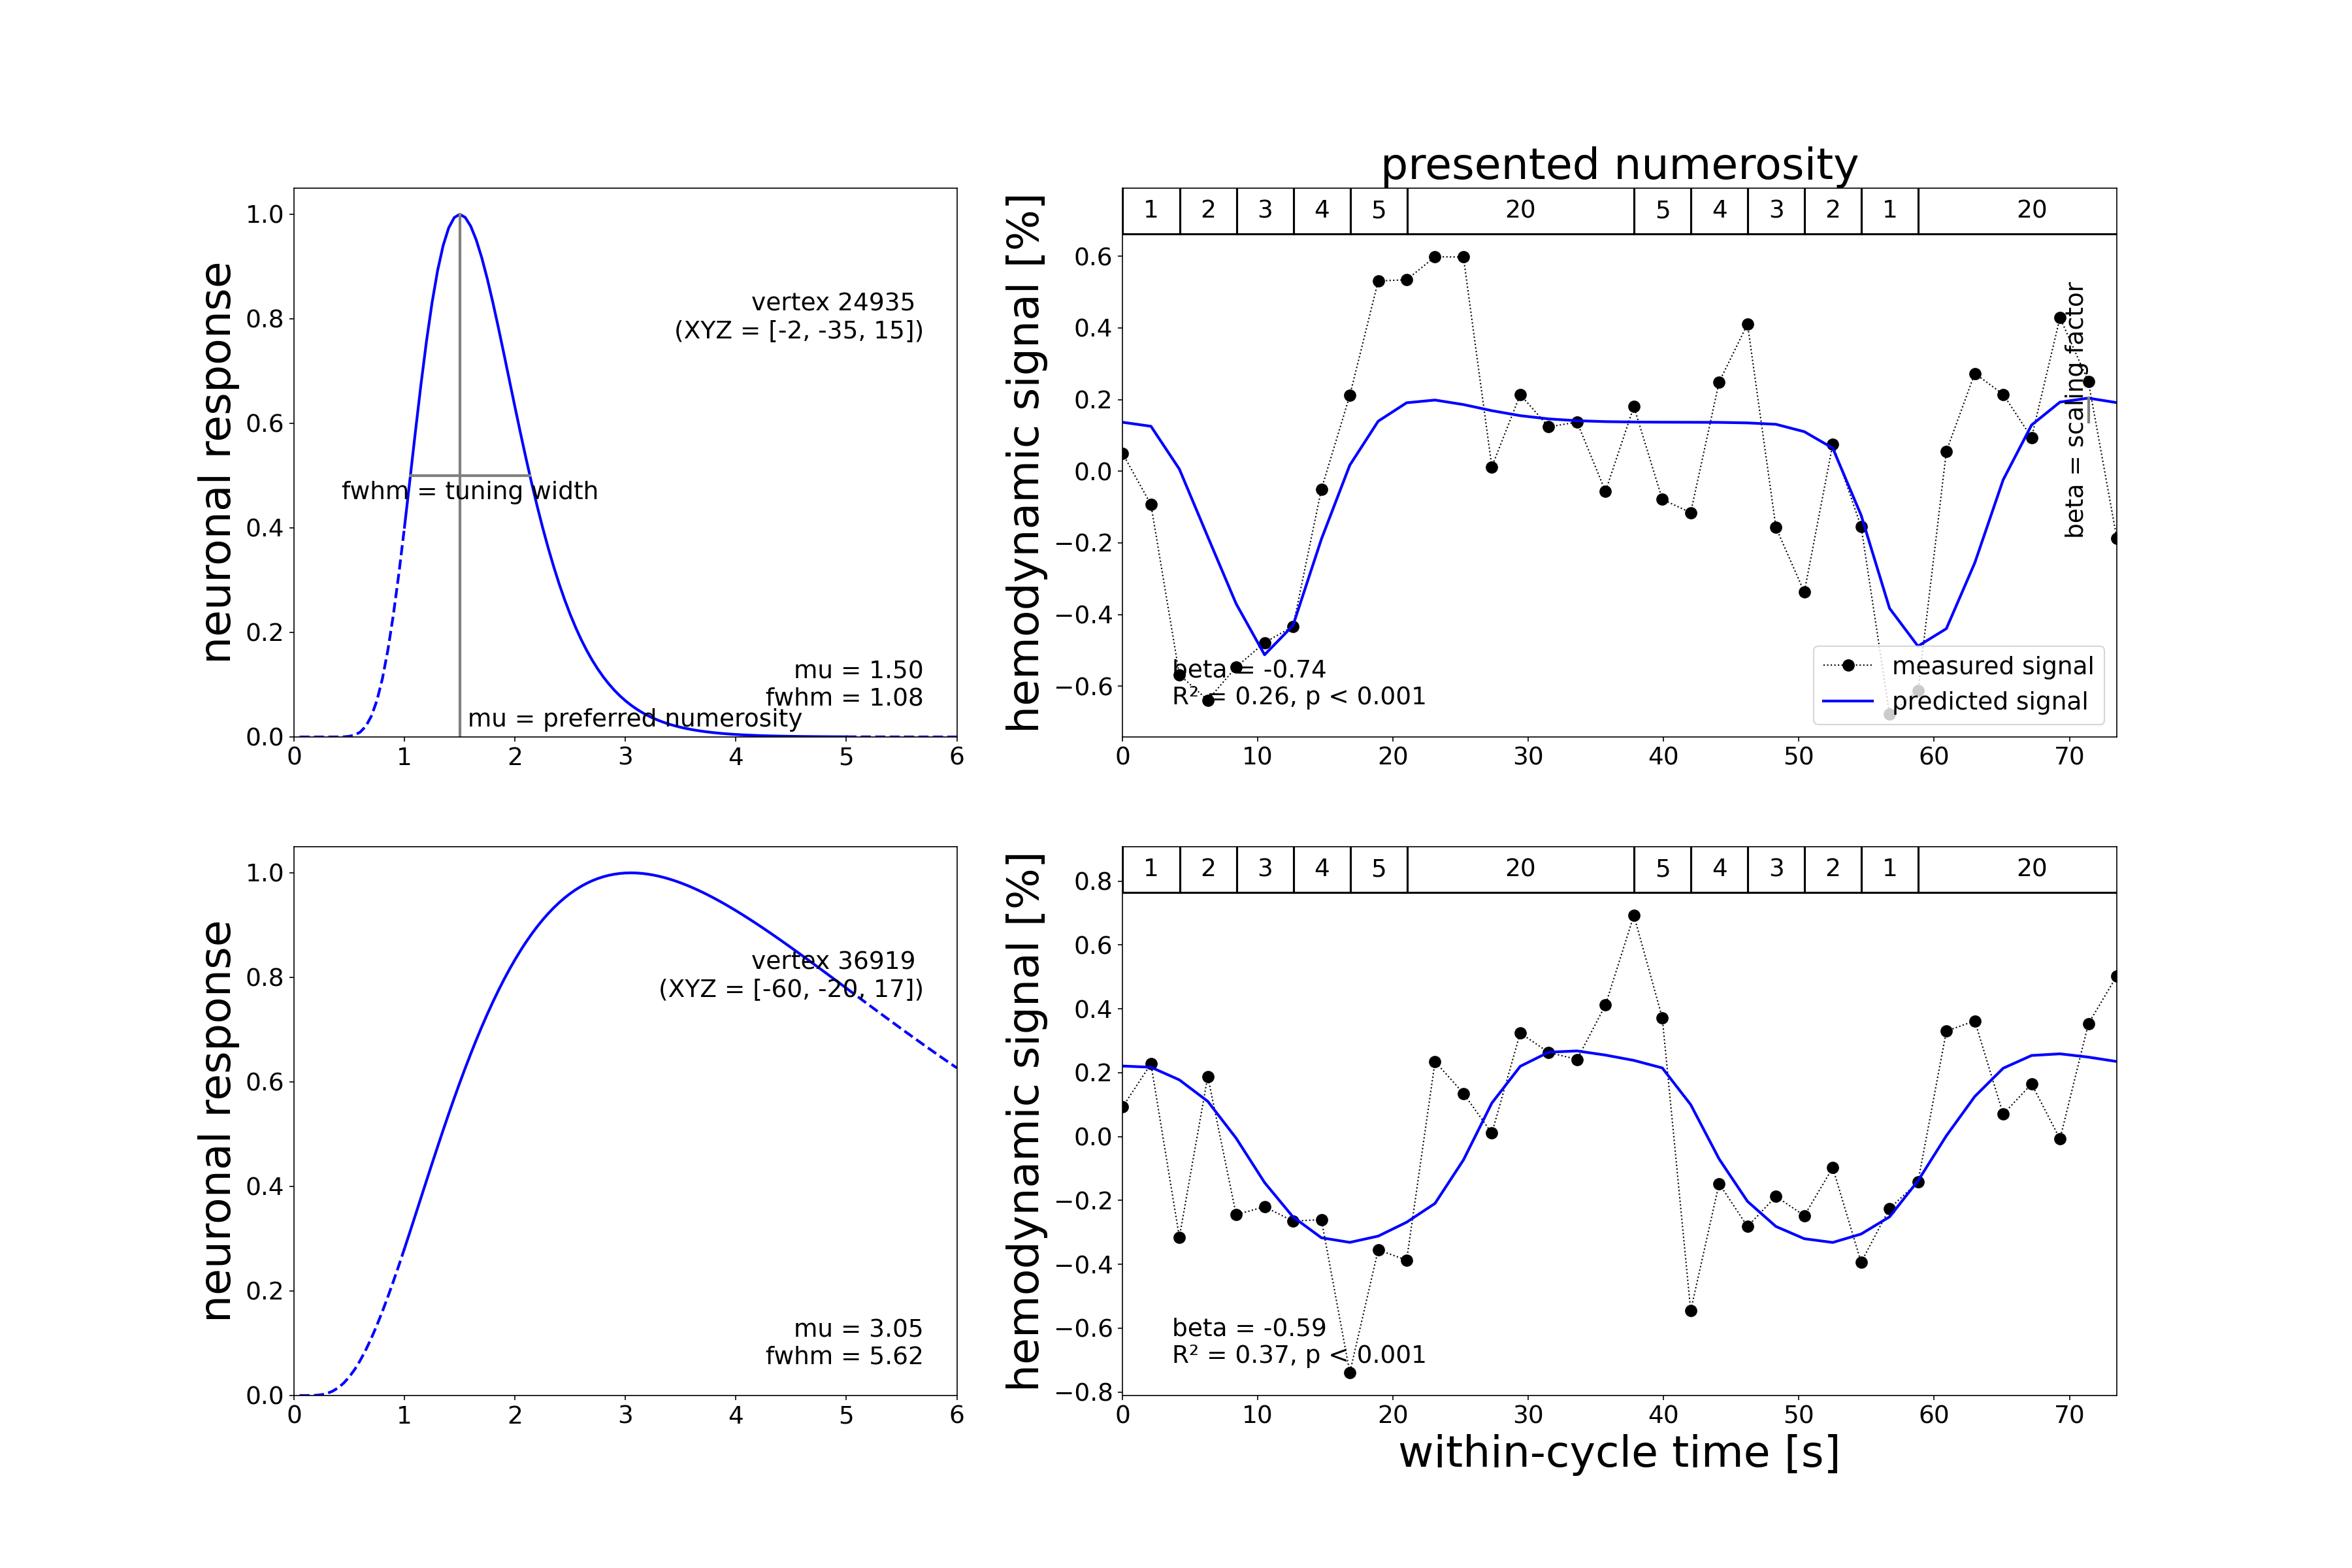 presented numerosity
neuronal response
1.0
0.8
0.6
0.4
0.2
0.0
0 1 2 3 4 5 6
vertex 24935
(XYZ = [-2, -35, 15])
fwhm = tuning width
mu = 1.50
fwhm = 1.08
mu = preferred numerosity
hemodynamic signal [%]
1 2 3 4 5 20 5 4 3 2 1 20
0.6
0.4
0.2
0.0
−0.2
−0.4
−0.6
0 10 20 30 40 50 60 70
beta = scaling factor
beta = -0.74
R² = 0.26, p < 0.001
measured signal
predicted signal
neuronal response
1.0
0.8
0.6
0.4
0.2
0.0
0 1 2 3 4 5 6
vertex 36919
(XYZ = [-60, -20, 17])
mu = 3.05
fwhm = 5.62
hemodynamic signal [%]
1 2 3 4 5 20 5 4 3 2 1 20
0.8
0.6
0.4
0.2
0.0
−0.2
−0.4
−0.6
−0.8
0 10 20 30 40 50 60 70
beta = -0.59
R² = 0.37, p < 0.001
within-cycle time [s]